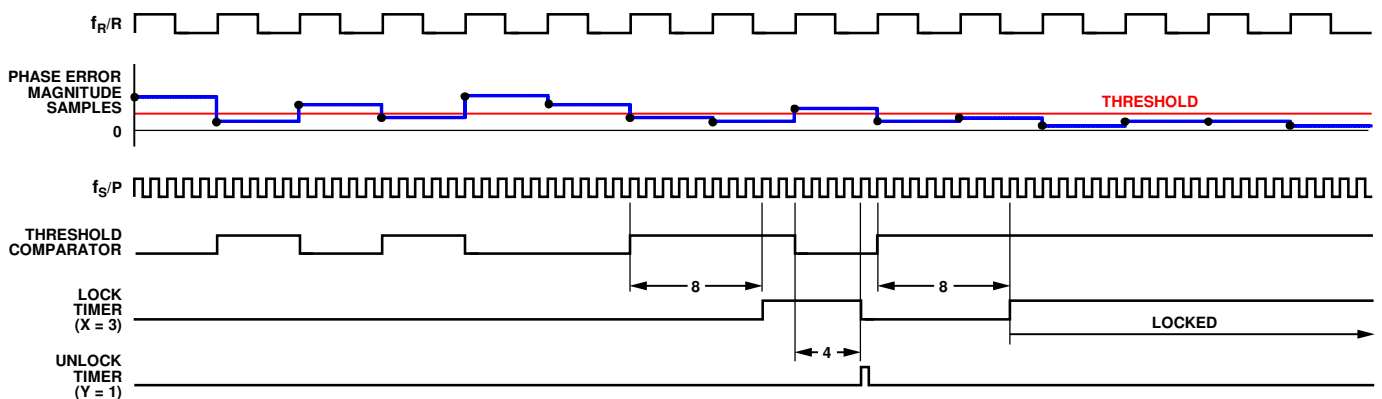 fR/R
PHASE ERROR
MAGNITUDE
SAMPLES
THRESHOLD
0
fS/P
THRESHOLD
COMPARATOR
8
8
LOCK
TIMER
(X = 3)
LOCKED
4
UNLOCK
TIMER
(Y = 1)